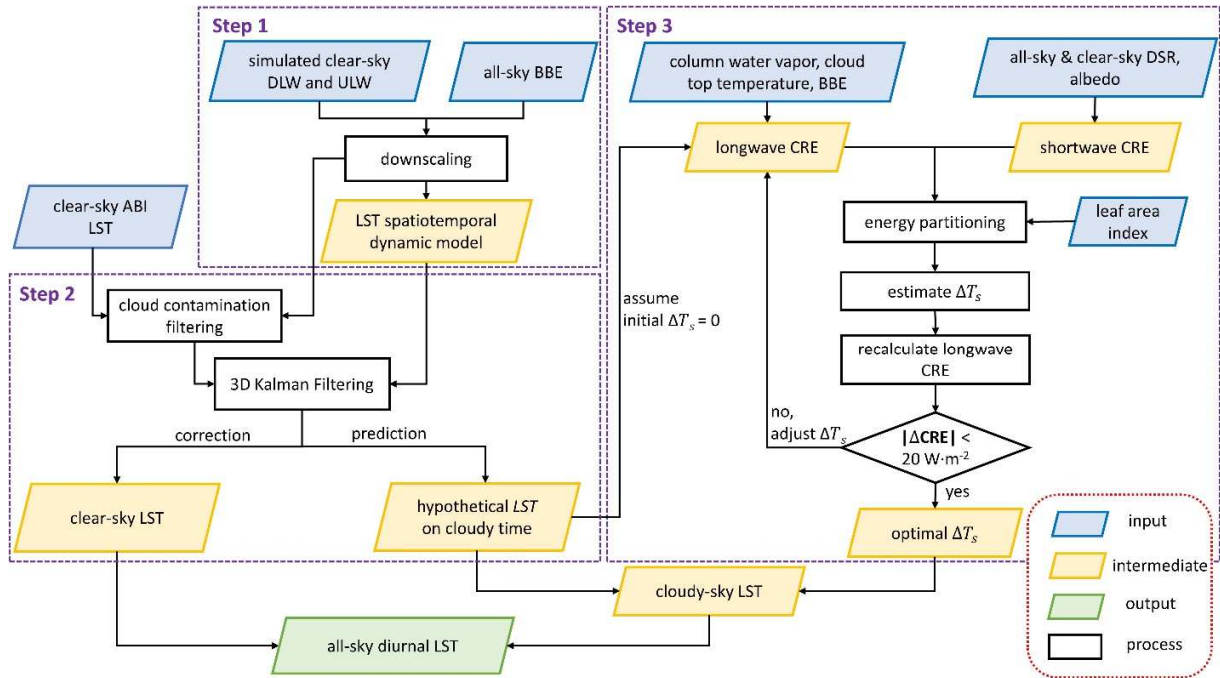 Step 1
simulated clear-sky
DLW and ULW
all-sky BBE
downscaling
LST spatiotemporal
dynamic model
clear-sky ABI
LST
Step 2
cloud contamination
filtering
3D Kalman Filtering
correction
prediction
clear-sky LST
hypothetical LST
on cloudy time
Step 3
column water vapor, cloud
top temperature, BBE
all-sky & clear-sky DSR,
albedo
longwave CRE
shortwave CRE
energy partitioning
leaf area
index
assume
initial ΔTₛ = 0
estimate ΔTₛ
recalculate longwave
CRE
no,
adjust ΔTₛ
|ΔCRE| <
20 W·m⁻²
yes
optimal ΔTₛ
cloudy-sky LST
all-sky diurnal LST
input
intermediate
output
process